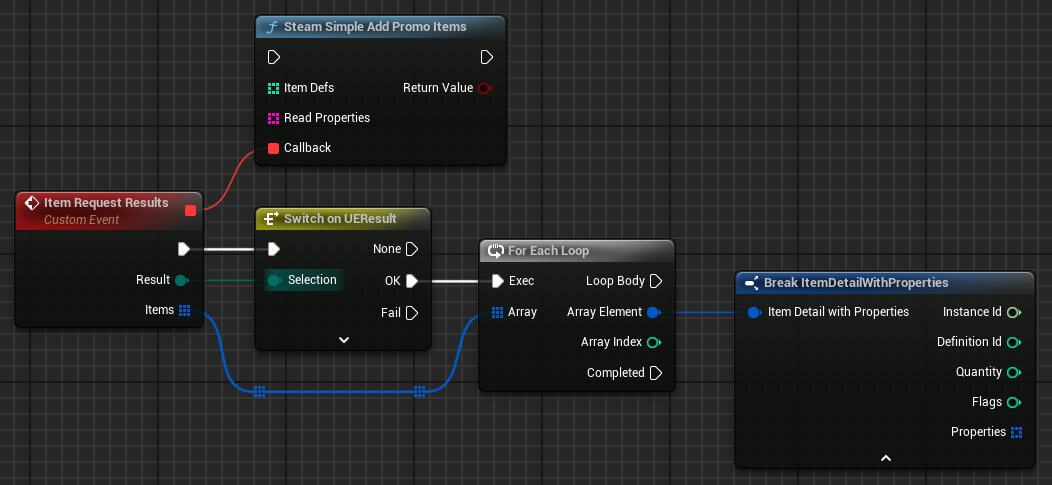 Steam Simple Add Promo Items
Item Defs
Return Value
Read Properties
Callback
Item Request Results
Custom Event
Result
Items
Switch on UEResult
None
Selection
OK
Fail
For Each Loop
Exec
Loop Body
Array
Array Element
Array Index
Completed
Break ItemDetailWithProperties
Item Detail with Properties
Instance Id
Definition Id
Quantity
Flags
Properties